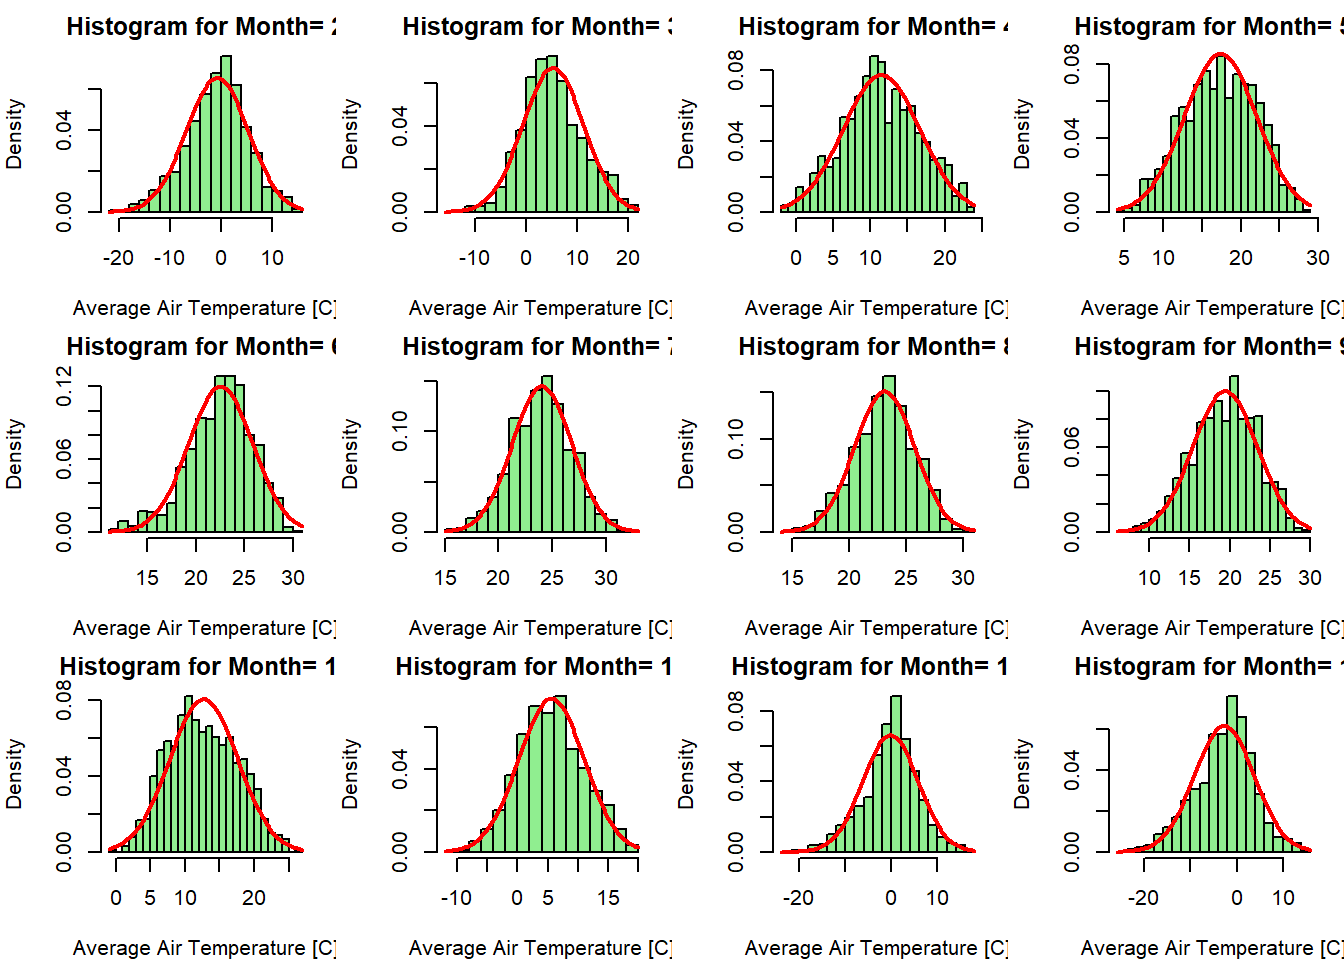 Histogram for Month= 2
Density
0.00 0.04
-20 -10 0 10
Average Air Temperature [C]
Histogram for Month= 3
Density
0.00 0.04
-10 0 10 20
Average Air Temperature [C]
Histogram for Month= 4
Density
0.00 0.04 0.08
0 5 10 20
Average Air Temperature [C]
Histogram for Month= 5
Density
0.00 0.04 0.08
5 10 20 30
Average Air Temperature [C]
Histogram for Month= 6
Density
0.00 0.06 0.12
15 20 25 30
Average Air Temperature [C]
Histogram for Month= 7
Density
0.00 0.10
15 20 25 30
Average Air Temperature [C]
Histogram for Month= 8
Density
0.00 0.10
15 20 25 30
Average Air Temperature [C]
Histogram for Month= 9
Density
0.00 0.06
10 15 20 25 30
Average Air Temperature [C]
Histogram for Month= 1
Density
0.00 0.04 0.08
0 5 10 20
Average Air Temperature [C]
Histogram for Month= 1
Density
0.00 0.04
-10 0 5 15
Average Air Temperature [C]
Histogram for Month= 1
Density
0.00 0.04 0.08
-20 0 10
Average Air Temperature [C]
Histogram for Month= 1
Density
0.00 0.04
-20 0 10
Average Air Temperature [C]